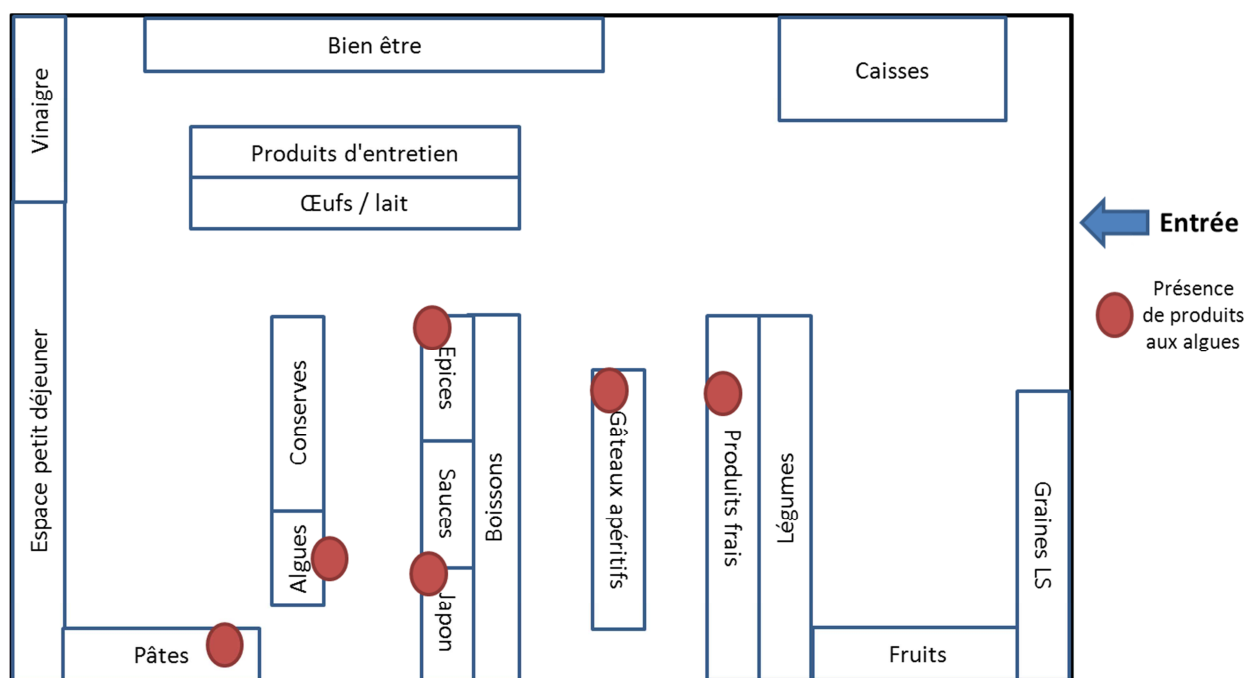 Bien être
Caisses
Vinaigre
Produits d'entretien
Œufs / lait
Entrée
Présence
de produits
aux algues
Espace petit déjeuner
Conserves
Algues
Epices
Sauces
Japon
Boissons
Gâteaux apéritifs
Produits frais
Légumes
Graines LS
Pâtes
Fruits